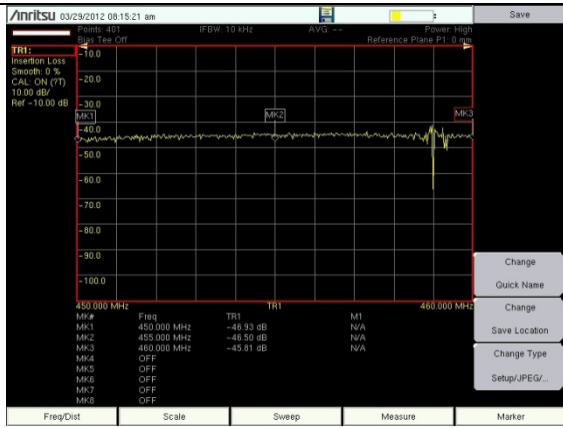 Anritsu 03/29/2012 08:15:21 am
Save
Points: 401 IFBW: 10 kHz AVG: -- Power: High
Bias Tee Off Reference Plane P1: 0 mm
TR1:
Insertion Loss
Smooth: 0 %
CAL: ON (?T)
10.00 dB/
Ref -10.00 dB
-10.0
-20.0
-30.0
MK1 MK2 MK3
-40.0
-50.0
-60.0
-80.0
-90.0
-100.0
450.000 MHz TR1 460.000 MHz
MK# Freq TR1 M1
MK1 450.000 MHz -46.93 dB N/A
MK2 455.000 MHz -46.50 dB N/A
MK3 460.000 MHz -45.81 dB N/A
MK4 OFF
MK5 OFF
MK6 OFF
MK7 OFF
MK8 OFF
Change
Quick Name
Change
Save Location
Change Type
Setup/JPEG/...
Freq/Dist Scale Sweep Measure Marker